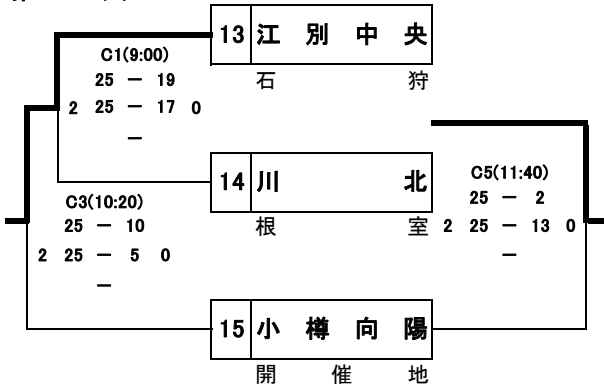 13 江別中央
石狩
C1(9:00)
25 － 19
2 25 － 17 0
－
14 川北
根室
C3(10:20)
25 － 10
2 25 － 5 0
－
C5(11:40)
25 － 2
2 25 － 13 0
－
15 小樽向陽
開催地